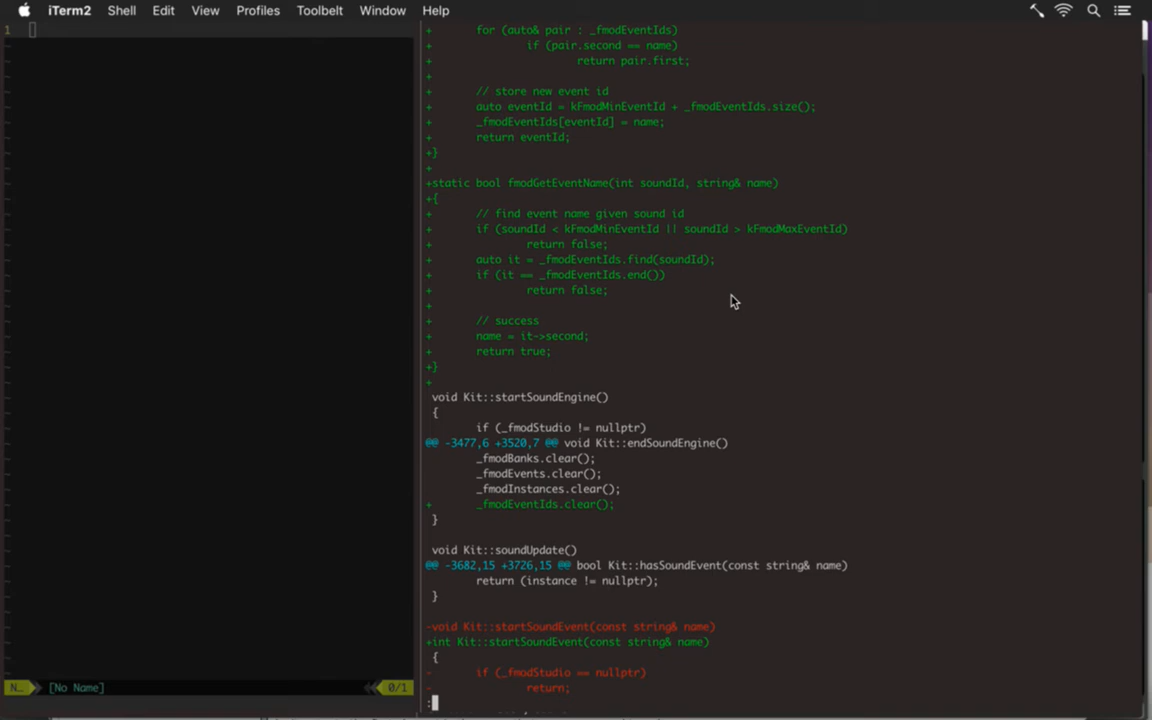 iTerm2 Shell Edit View Profiles Toolbelt Window Help
1
+ for (auto& pair : _fmodEventIds)
+ if (pair.second == name)
+ return pair.first;
+
+ // store new event id
+ auto eventId = kFmodMinEventId + _fmodEventIds.size();
+ _fmodEventIds[eventId] = name;
+ return eventId;
+}
+
+static bool fmodGetEventName(int soundId, string& name)
+{
+ // find event name given sound id
+ if (soundId < kFmodMinEventId || soundId > kFmodMaxEventId)
+ return false;
+ auto it = _fmodEventIds.find(soundId);
+ if (it == _fmodEventIds.end())
+ return false;
+
+ // success
+ name = it->second;
+ return true;
+}
+
void Kit::startSoundEngine()
{
if (_fmodStudio != nullptr)
@@ -3477,6 +3520,7 @@ void Kit::endSoundEngine()
_fmodBanks.clear();
_fmodEvents.clear();
_fmodInstances.clear();
+ _fmodEventIds.clear();
}
void Kit::soundUpdate()
@@ -3682,15 +3726,15 @@ bool Kit::hasSoundEvent(const string& name)
return (instance != nullptr);
}
-void Kit::startSoundEvent(const string& name)
+int Kit::startSoundEvent(const string& name)
{
- if (_fmodStudio == nullptr)
- return;
N… [No Name] 0/1
: